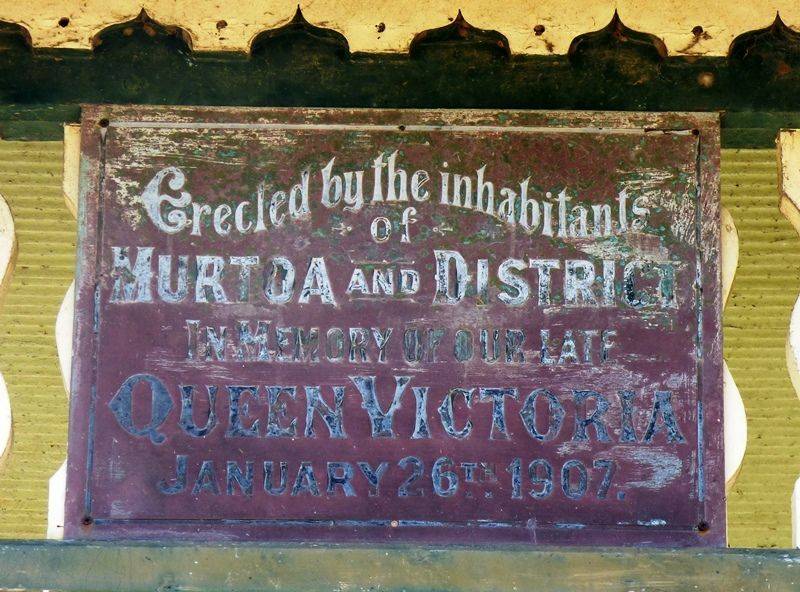 Erected by the inhabitants
of
MURTOA AND DISTRICT
IN MEMORY OF OUR LATE
QUEEN VICTORIA
JANUARY 26TH 1907.